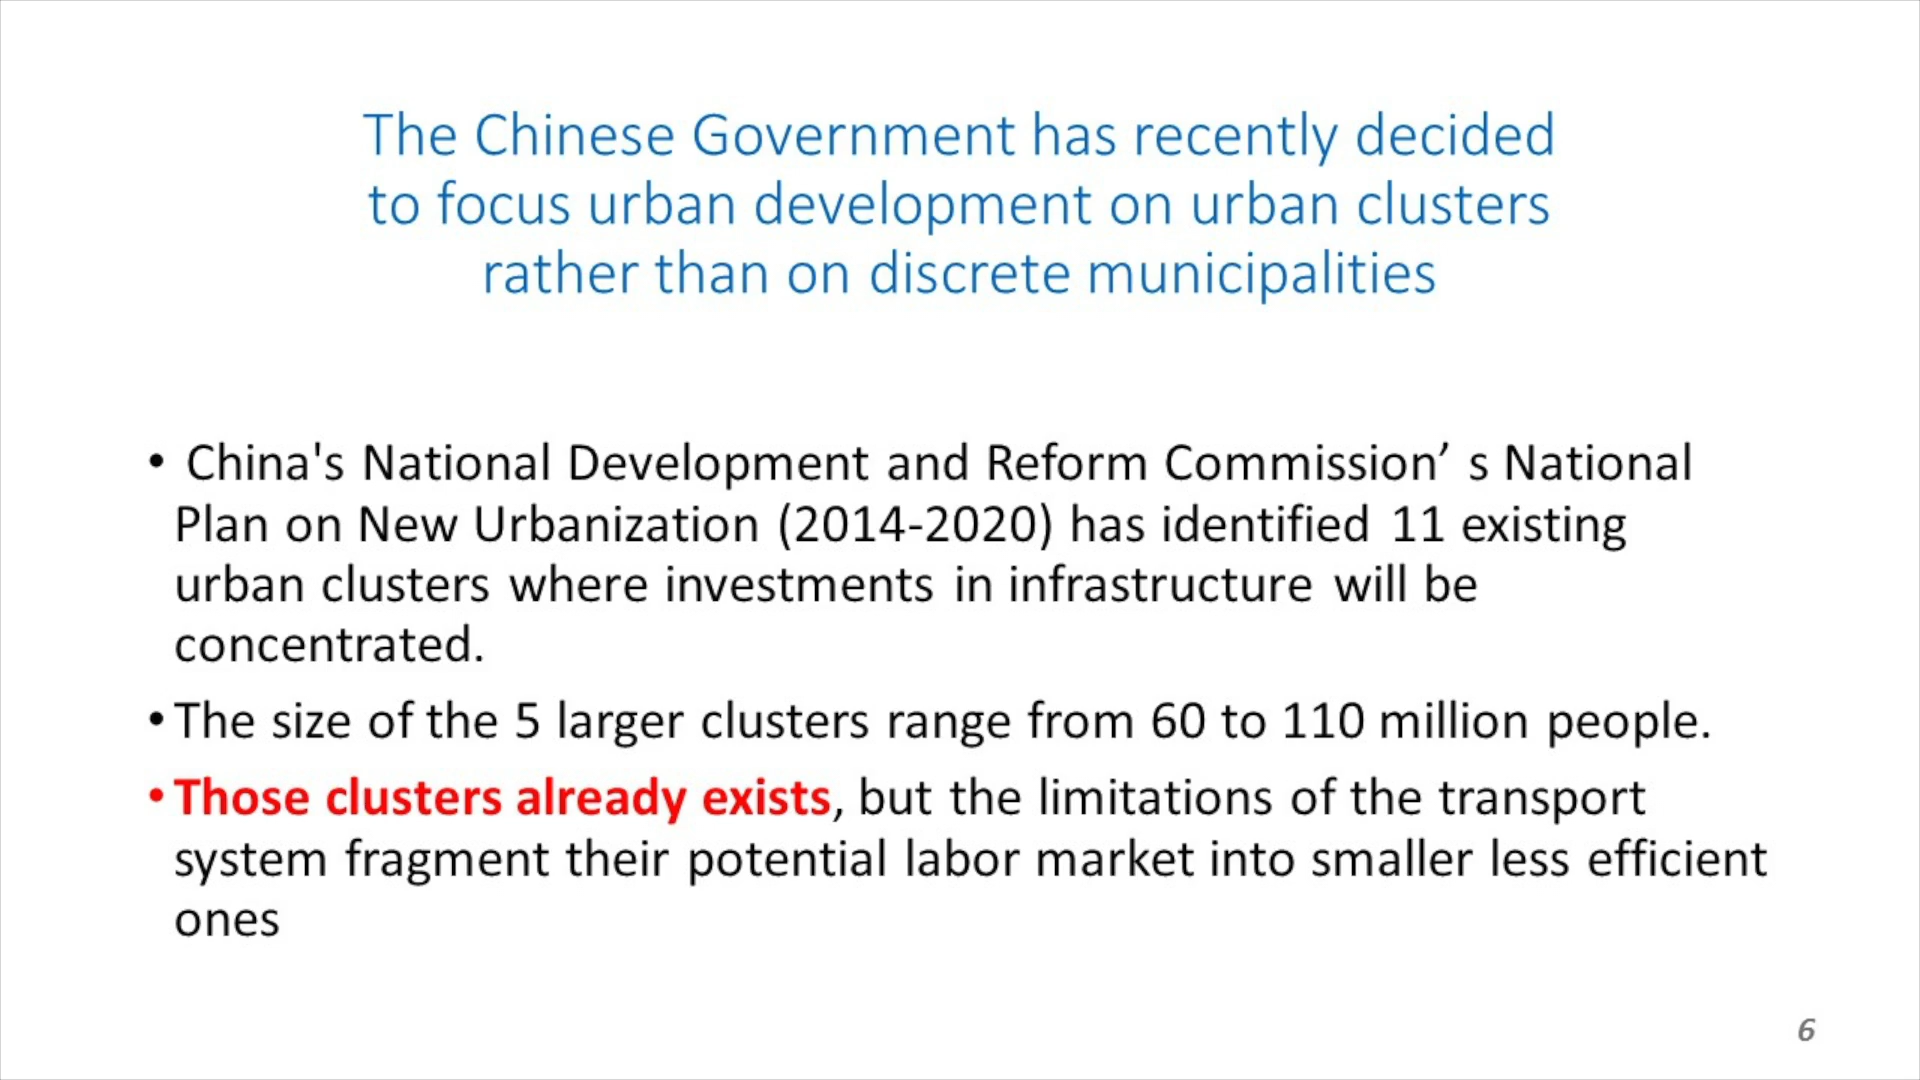 The Chinese Government has recently decided
to focus urban development on urban clusters
rather than on discrete municipalities
• China's National Development and Reform Commission’ s National
Plan on New Urbanization (2014-2020) has identified 11 existing
urban clusters where investments in infrastructure will be
concentrated.
• The size of the 5 larger clusters range from 60 to 110 million people.
• Those clusters already exists, but the limitations of the transport
system fragment their potential labor market into smaller less efficient
ones
6